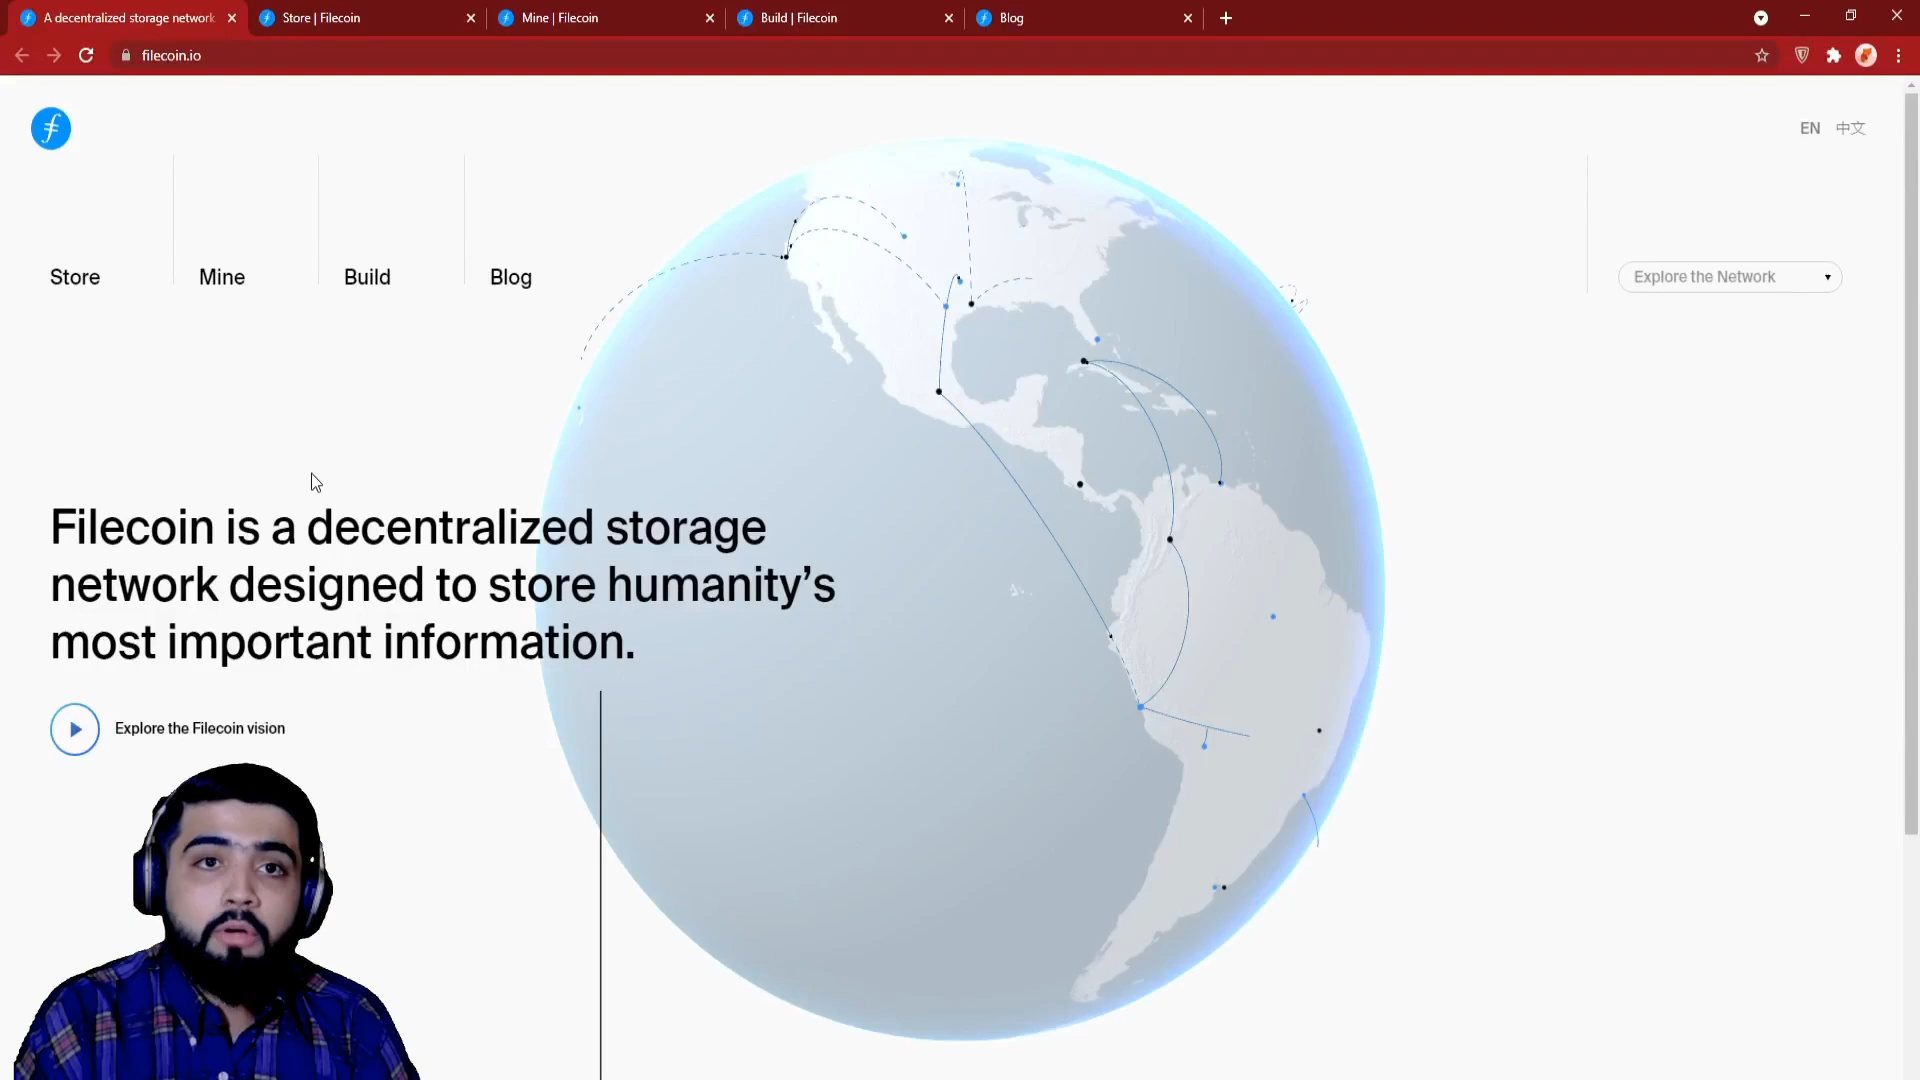 A decentralized storage network
Store | Filecoin
Mine | Filecoin
Build | Filecoin
Blog
filecoin.io
EN 中文
Store
Mine
Build
Blog
Explore the Network
Filecoin is a decentralized storage
network designed to store humanity’s
most important information.
Explore the Filecoin vision